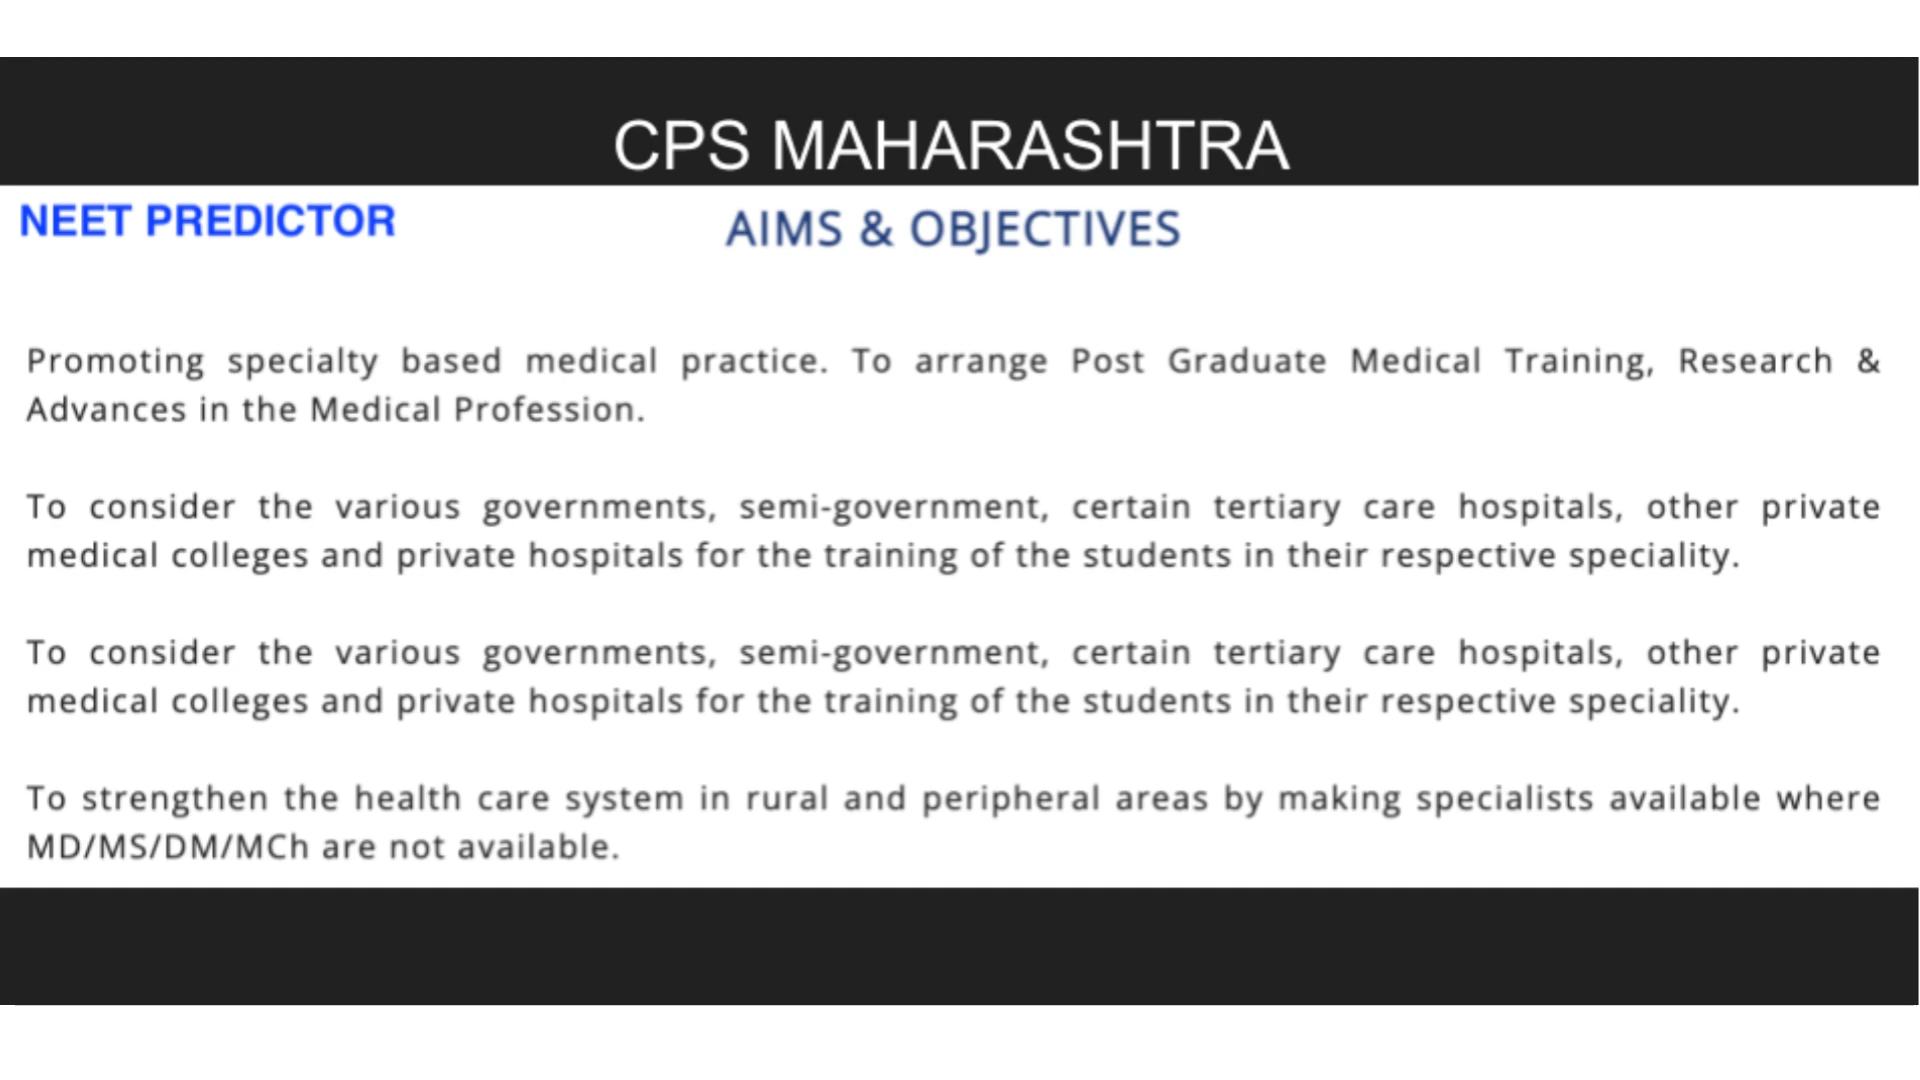 CPS MAHARASHTRA
NEET PREDICTOR
AIMS & OBJECTIVES
Promoting specialty based medical practice. To arrange Post Graduate Medical Training, Research &
Advances in the Medical Profession.
To consider the various governments, semi-government, certain tertiary care hospitals, other private
medical colleges and private hospitals for the training of the students in their respective speciality.
To consider the various governments, semi-government, certain tertiary care hospitals, other private
medical colleges and private hospitals for the training of the students in their respective speciality.
To strengthen the health care system in rural and peripheral areas by making specialists available where
MD/MS/DM/MCh are not available.